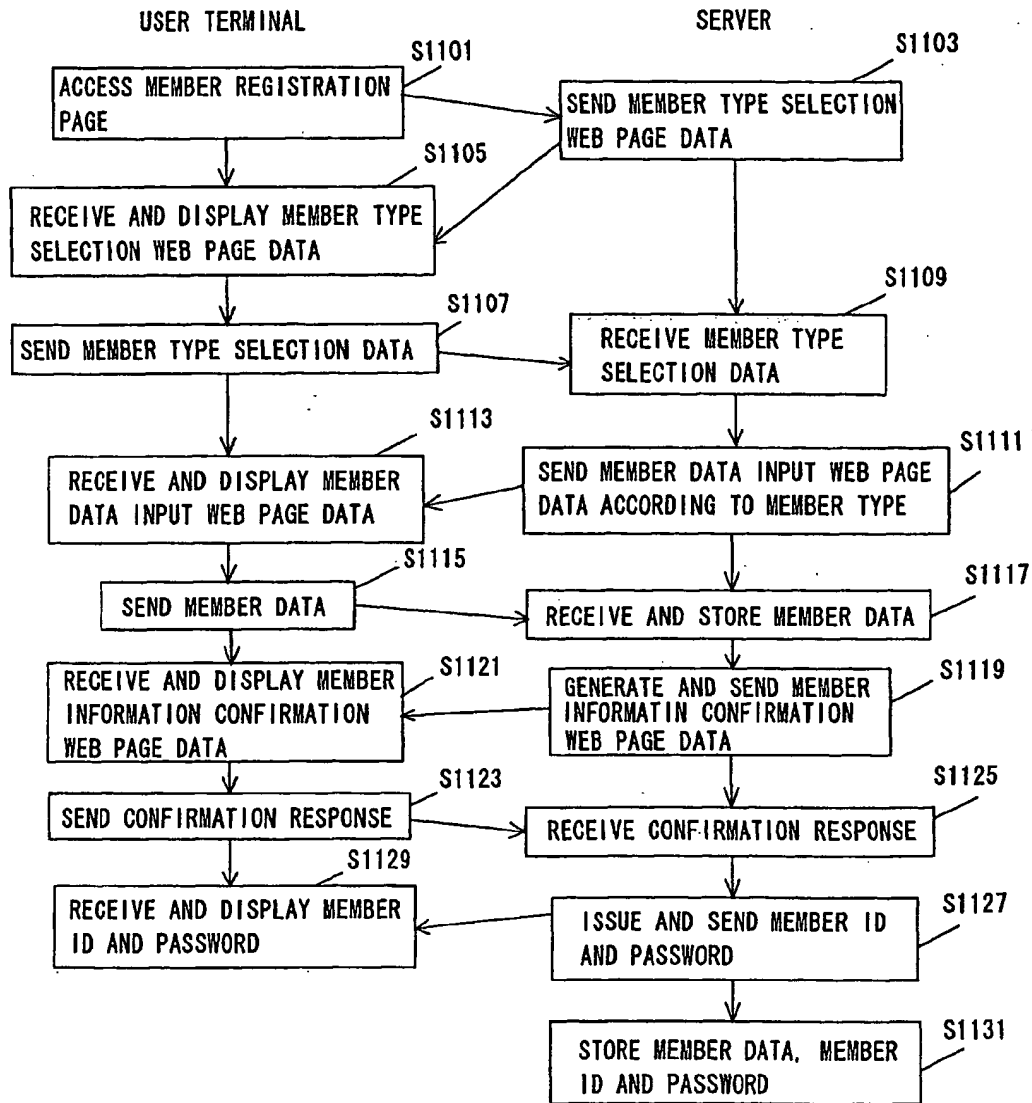 USER TERMINAL
SERVER
S1101
ACCESS MEMBER REGISTRATION
PAGE
S1103
SEND MEMBER TYPE SELECTION
WEB PAGE DATA
S1105
RECEIVE AND DISPLAY MEMBER TYPE
SELECTION WEB PAGE DATA
S1107
SEND MEMBER TYPE SELECTION DATA
S1109
RECEIVE MEMBER TYPE
SELECTION DATA
S1113
RECEIVE AND DISPLAY MEMBER
DATA INPUT WEB PAGE DATA
S1111
SEND MEMBER DATA INPUT WEB PAGE
DATA ACCORDING TO MEMBER TYPE
S1115
SEND MEMBER DATA
S1117
RECEIVE AND STORE MEMBER DATA
S1121
RECEIVE AND DISPLAY MEMBER
INFORMATION CONFIRMATION
WEB PAGE DATA
S1119
GENERATE AND SEND MEMBER
INFORMATIN CONFIRMATION
WEB PAGE DATA
S1123
SEND CONFIRMATION RESPONSE
S1125
RECEIVE CONFIRMATION RESPONSE
S1129
RECEIVE AND DISPLAY MEMBER
ID AND PASSWORD
S1127
ISSUE AND SEND MEMBER ID
AND PASSWORD
S1131
STORE MEMBER DATA, MEMBER
ID AND PASSWORD